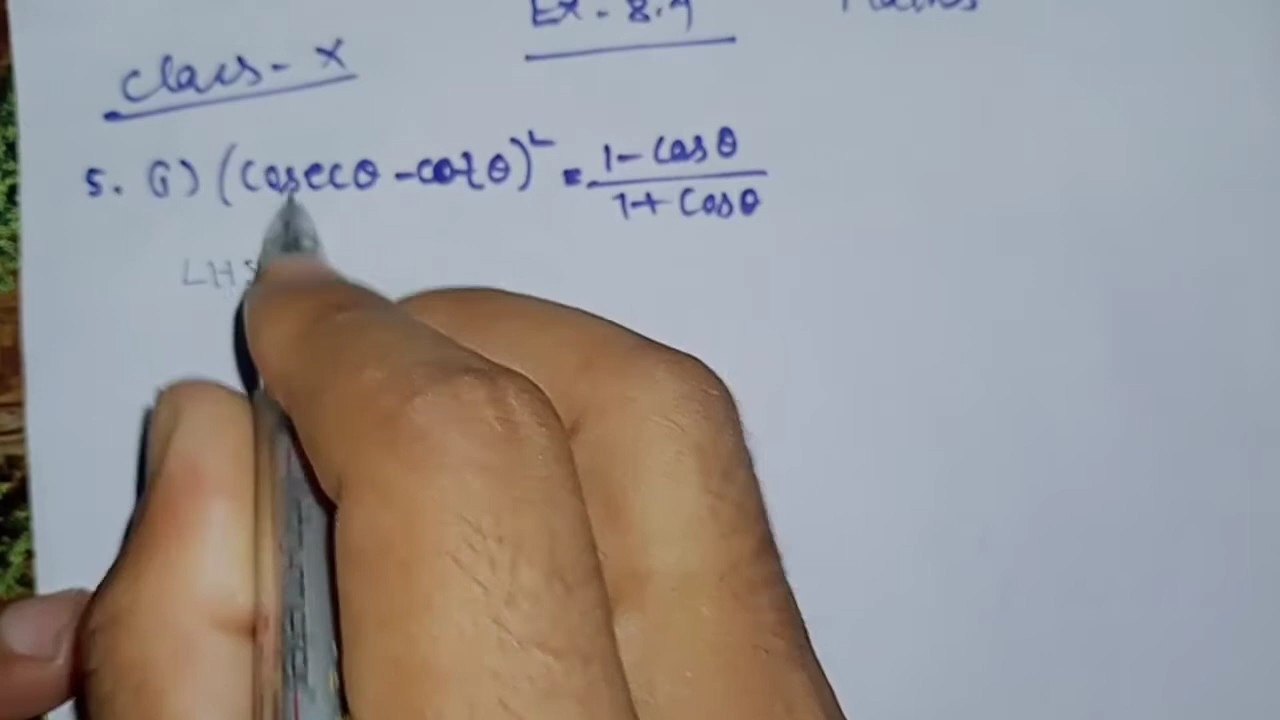 Ex - 8.4
Class - X
5. (i) (cosecθ - cotθ)² = 1 - cosθ / 1 + cosθ
LHS